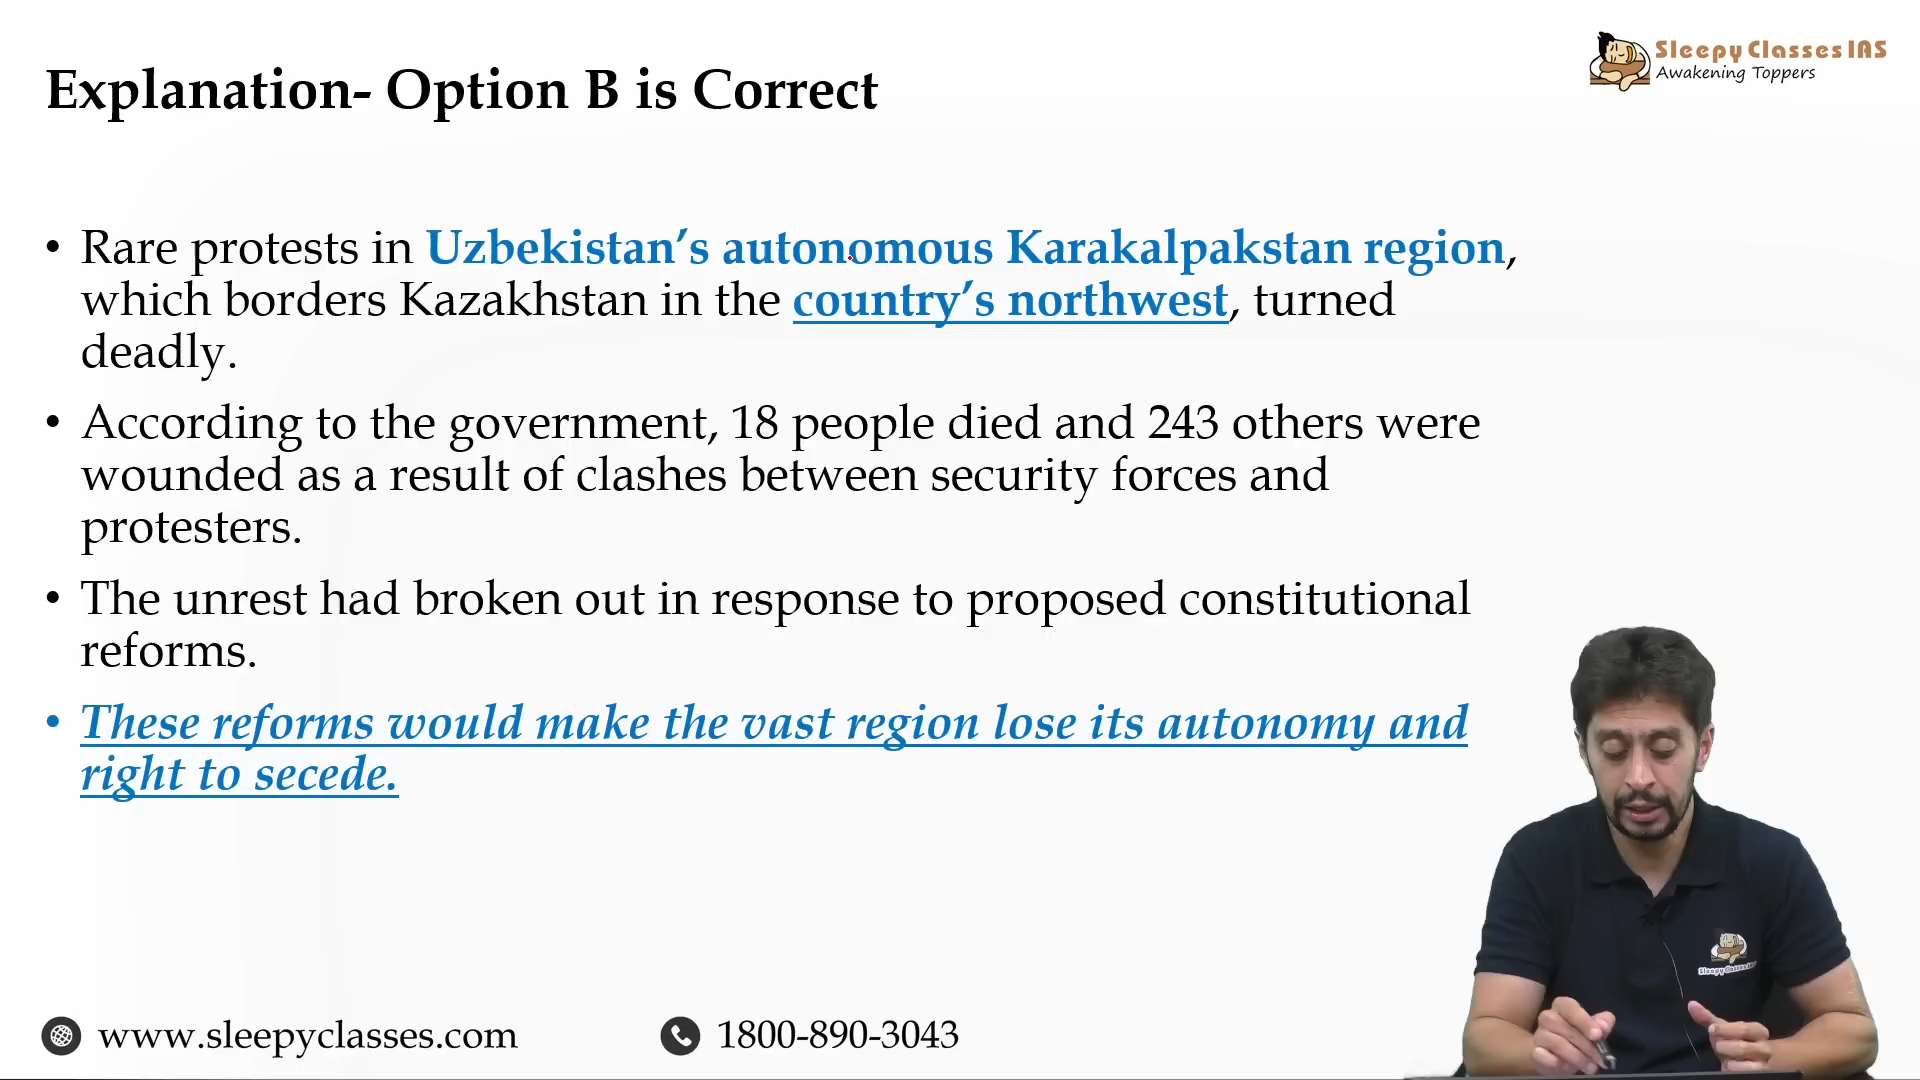 Sleepy Classes IAS
Awakening Toppers
Explanation- Option B is Correct
• Rare protests in Uzbekistan’s autonomous Karakalpakstan region,
which borders Kazakhstan in the country’s northwest, turned
deadly.
• According to the government, 18 people died and 243 others were
wounded as a result of clashes between security forces and
protesters.
• The unrest had broken out in response to proposed constitutional
reforms.
• These reforms would make the vast region lose its autonomy and
right to secede.
www.sleepyclasses.com
1800-890-3043